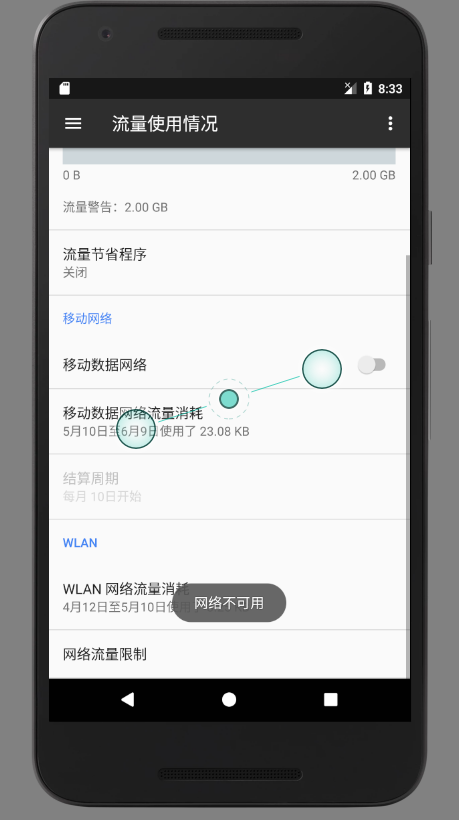 8:33
流量使用情况
0 B
2.00 GB
流量警告：2.00 GB
流量节省程序
关闭
移动网络
移动数据网络
移动数据网络流量消耗
5月10日至6月9日使用了 23.08 KB
结算周期
每月 10日开始
WLAN
WLAN 网络流量消耗
4月12日至5月10日使
网络不可用
网络流量限制